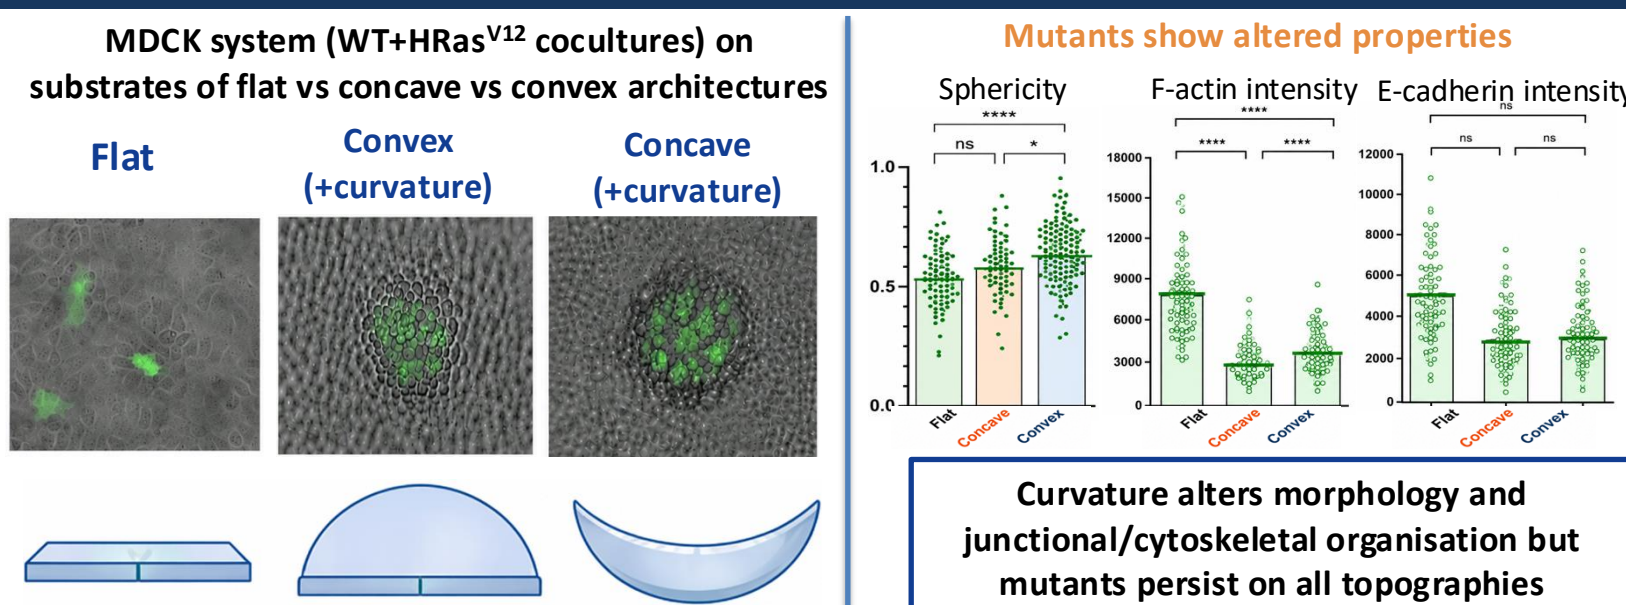 MDCK system (WT+HRasV12 cocultures) on
substrates of flat vs concave vs convex architectures
Flat
Convex
(+curvature)
Concave
(+curvature)
Mutants show altered properties
Sphericity
****
ns
*
1.0
0.5
0.0
Flat
Concave
Convex
F-actin intensity
****
****
****
18000
15000
12000
9000
6000
3000
0
Flat
Concave
Convex
E-cadherin intensity
ns
ns
ns
12000
10000
8000
6000
4000
2000
0
Flat
Concave
Convex
Curvature alters morphology and
junctional/cytoskeletal organisation but
mutants persist on all topographies